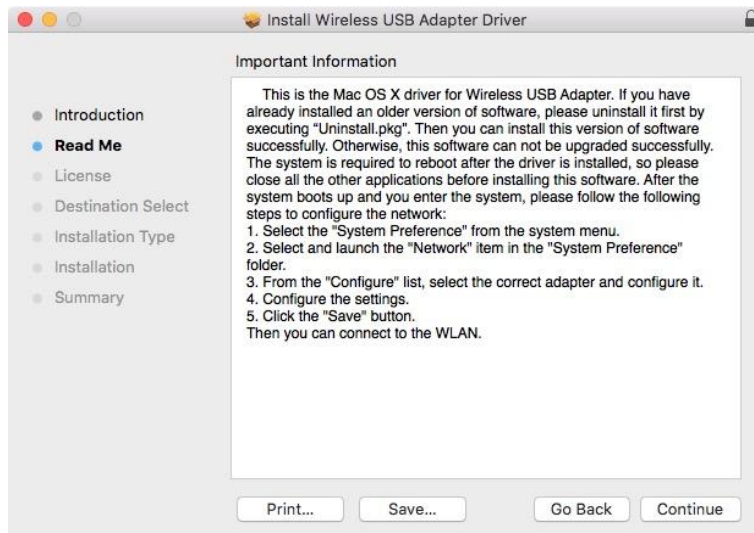 Install Wireless USB Adapter Driver
Important Information
Introduction
Read Me
License
Destination Select
Installation Type
Installation
Summary
This is the Mac OS X driver for Wireless USB Adapter. If you have
already installed an older version of software, please uninstall it first by
executing “Uninstall.pkg”. Then you can install this version of software
successfully. Otherwise, this software can not be upgraded successfully.
The system is required to reboot after the driver is installed, so please
close all the other applications before installing this software. After the
system boots up and you enter the system, please follow the following
steps to configure the network:
1. Select the "System Preference" from the system menu.
2. Select and launch the "Network" item in the "System Preference"
folder.
3. From the "Configure" list, select the correct adapter and configure it.
4. Configure the settings.
5. Click the "Save" button.
Then you can connect to the WLAN.
Print...
Save...
Go Back
Continue